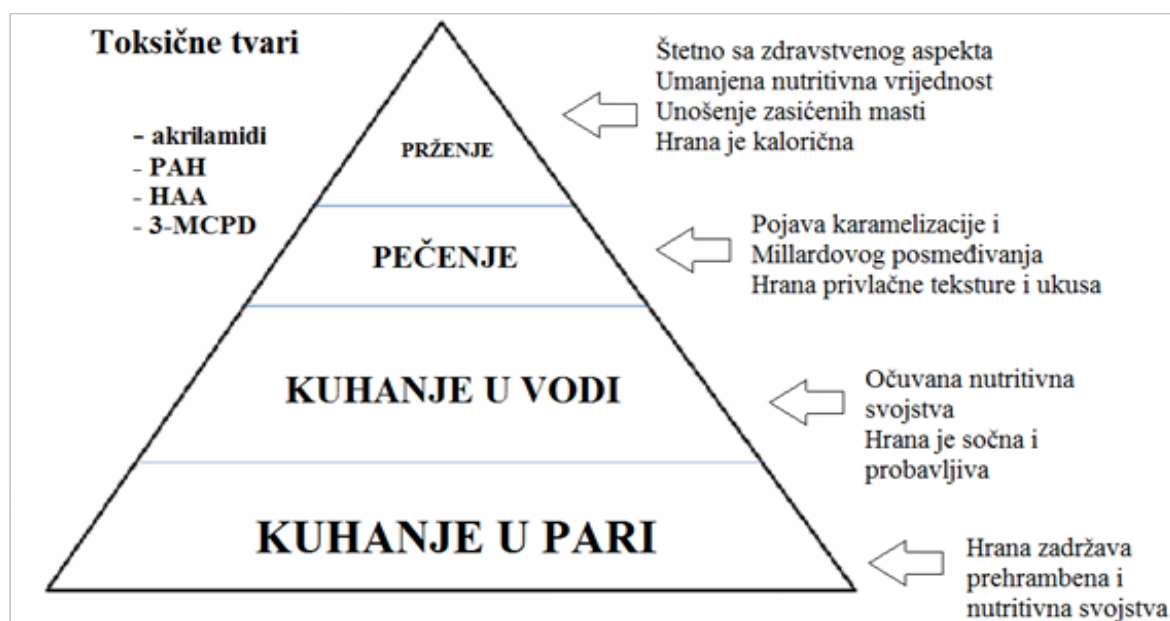 Toksične tvari
- akrilamidi
- PAH
- HAA
- 3-MCPD
PRŽENJE
Štetno sa zdravstvenog aspekta
Umanjena nutritivna vrijednost
Unošenje zasićenih masti
Hrana je kalorična
PEČENJE
Pojava karamelizacije i
Millardovog posmeđivanja
Hrana privlačne teksture i ukusa
KUHANJE U VODI
Očuvana nutritivna
svojstva
Hrana je sočna i
probavljiva
KUHANJE U PARI
Hrana zadržava
prehrambena i
nutritivna svojstva